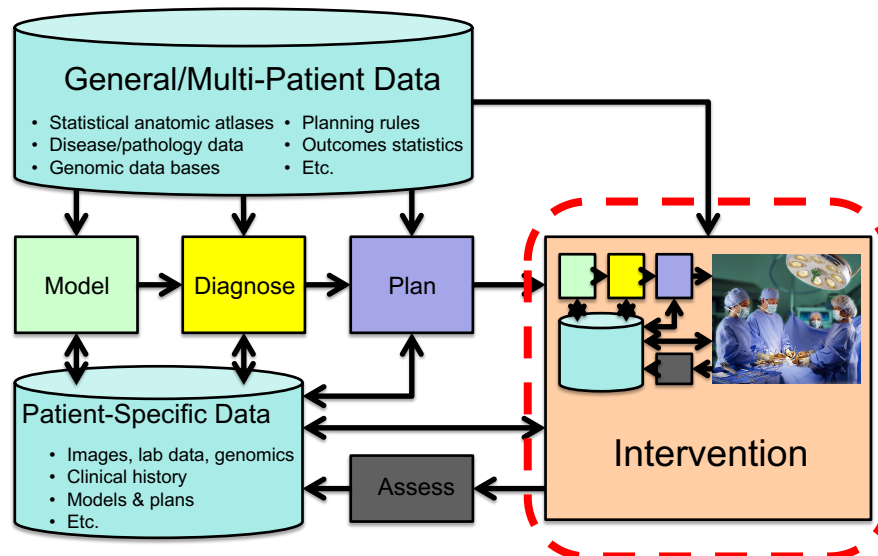 General/Multi-Patient Data
• Statistical anatomic atlases
• Disease/pathology data
• Genomic data bases
• Planning rules
• Outcomes statistics
• Etc.
Model
Diagnose
Plan
Patient-Specific Data
• Images, lab data, genomics
• Clinical history
• Models & plans
• Etc.
Assess
Intervention